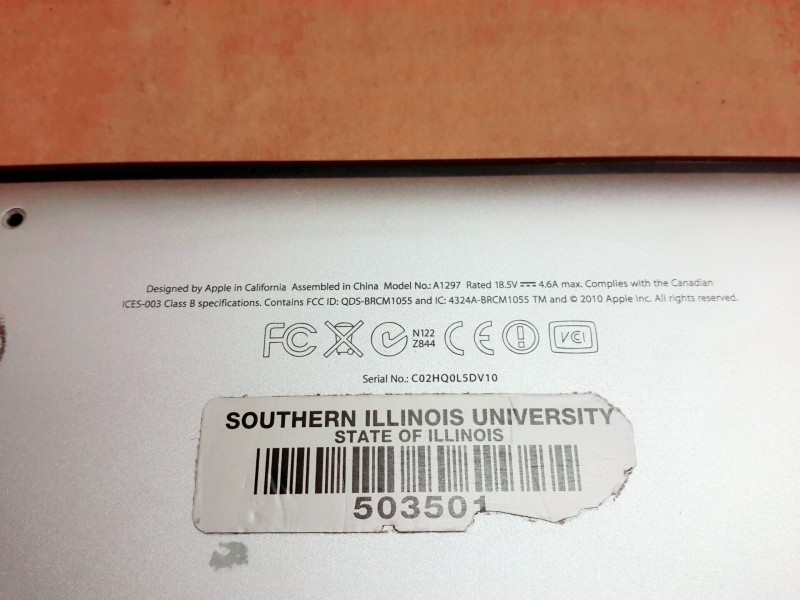 Designed by Apple in California Assembled in China Model No.: A1297 Rated 18.5V ⎓ 4.6A max. Complies with the Canadian
ICES-003 Class B specifications. Contains FCC ID: QDS-BRCM1055 and IC: 4324A-BRCM1055 TM and © 2010 Apple Inc. All rights reserved.
FC N122 CE ! VCI
Z844
Serial No.: C02HQ0L5DV10
SOUTHERN ILLINOIS UNIVERSITY
STATE OF ILLINOIS
503501